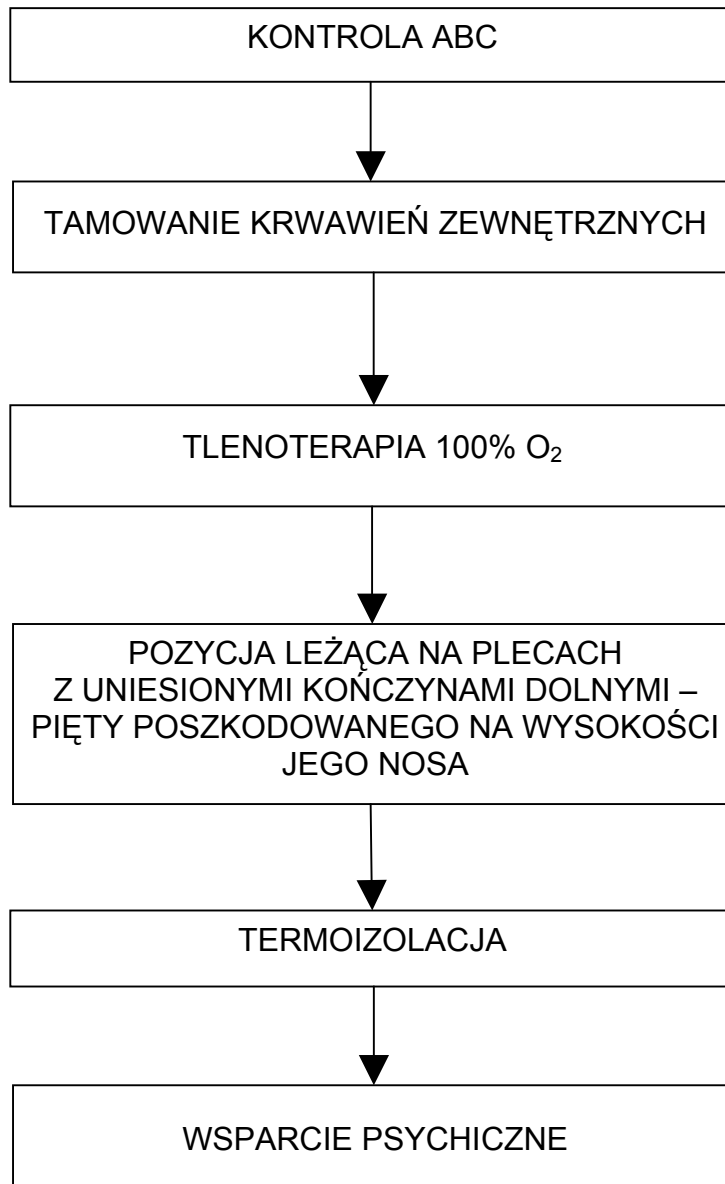 KONTROLA ABC
TAMOWANIE KRWAWIEŃ ZEWNĘTRZNYCH
TLENOTERAPIA 100% O₂
POZYCJA LEŻĄCA NA PLECACH
Z UNIESIONYMI KOŃCZYNAMI DOLNYMI –
PIĘTY POSZKODOWANEGO NA WYSOKOŚCI
JEGO NOSA
TERMOIZOLACJA
WSPARCIE PSYCHICZNE